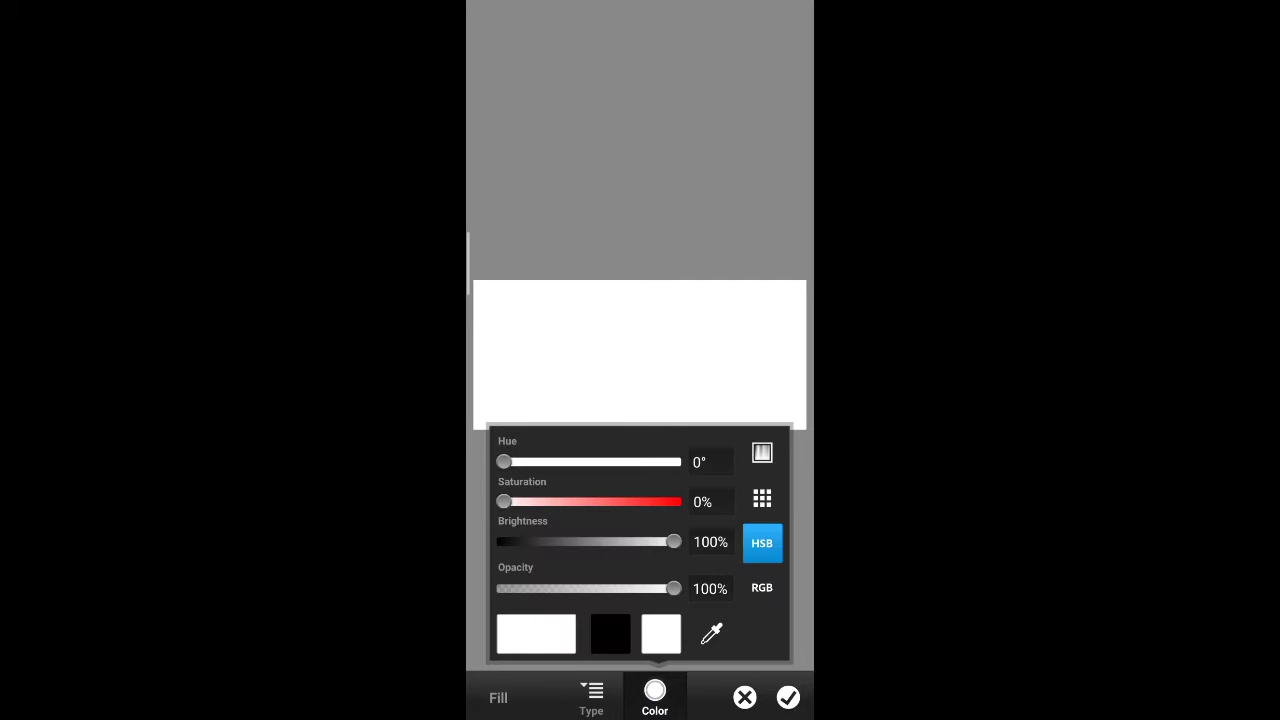 Hue
0°
Saturation
0%
Brightness
100%
HSB
Opacity
100%
RGB
Fill
Type
Color